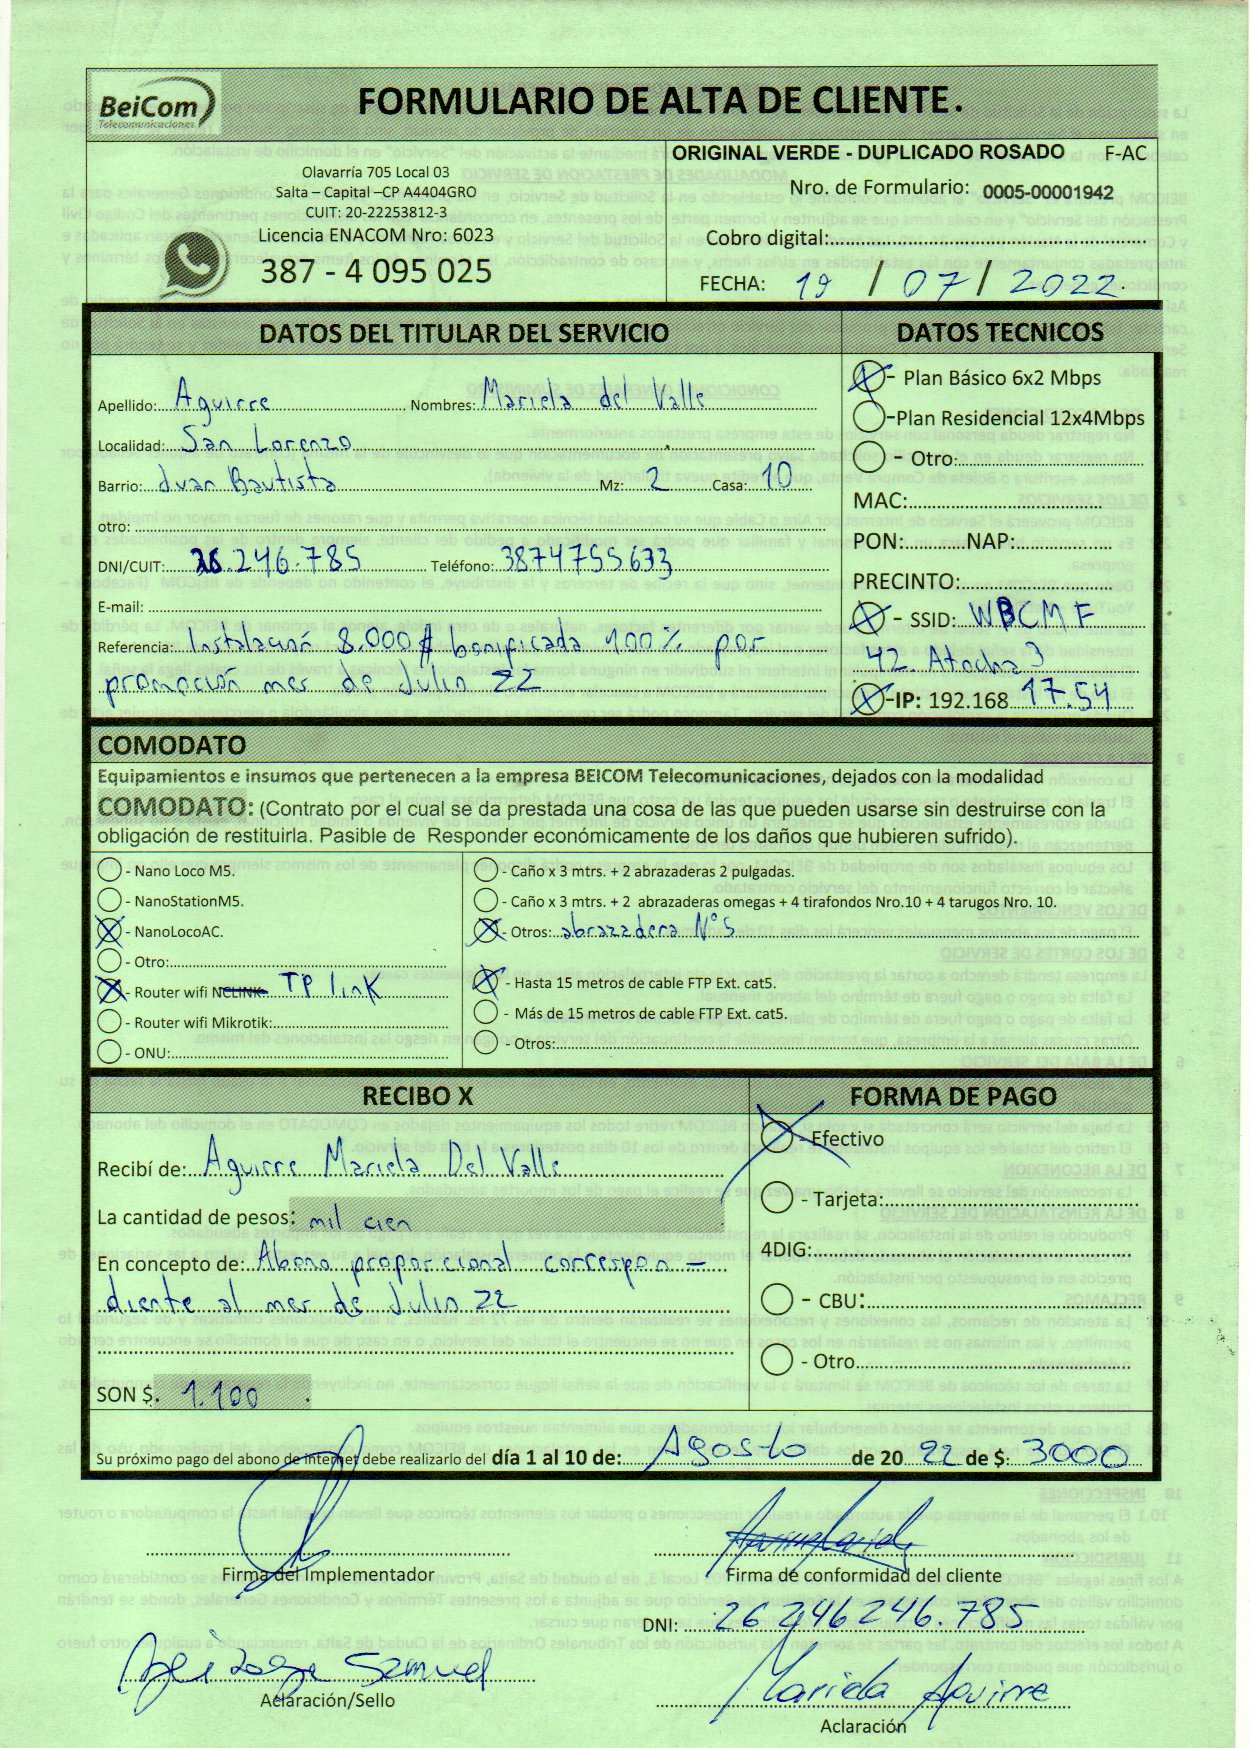 BeiCom
Telecomunicaciones
FORMULARIO DE ALTA DE CLIENTE.
Olavarría 705 Local 03
Salta – Capital –CP A4404GRO
CUIT: 20-22253812-3
Licencia ENACOM Nro: 6023
387 - 4 095 025
ORIGINAL VERDE - DUPLICADO ROSADO F-AC
Nro. de Formulario: 0005-00001942
Cobro digital:
FECHA: 19 / 07 / 2022
DATOS DEL TITULAR DEL SERVICIO
Apellido: Aguirre Nombres: Mariela del Valle
Localidad: San Lorenzo
Barrio: Juan Bautista Mz: 2 Casa: 10
otro:
DNI/CUIT: 26.246.785 Teléfono: 3874755633
E-mail:
Referencia: Instalación 8.000 $ bonificada 100% por
promoción mes de Julio 22
DATOS TECNICOS
- Plan Básico 6x2 Mbps
-Plan Residencial 12x4Mbps
- Otro:
MAC:
PON: NAP:
PRECINTO:
- SSID: WBCM F
42. Atocha 3
-IP: 192.168 17.54
COMODATO
Equipamientos e insumos que pertenecen a la empresa BEICOM Telecomunicaciones, dejados con la modalidad
COMODATO: (Contrato por el cual se da prestada una cosa de las que pueden usarse sin destruirse con la
obligación de restituirla. Pasible de Responder económicamente de los daños que hubieren sufrido).
- Nano Loco M5.
- NanoStationM5.
- NanoLocoAC.
- Otro:
- Router wifi NCLINK TP link
- Router wifi Mikrotik:
- ONU:
- Caño x 3 mtrs. + 2 abrazaderas 2 pulgadas.
- Caño x 3 mtrs. + 2 abrazaderas omegas + 4 tirafondos Nro.10 + 4 tarugos Nro. 10.
- Otros: abrazadera N°5
- Hasta 15 metros de cable FTP Ext. cat5.
- Más de 15 metros de cable FTP Ext. cat5.
- Otros:
RECIBO X
Recibí de: Aguirre Mariela Del Valle
La cantidad de pesos: mil cien
En concepto de: Abono proporcional correspon –
diente al mes de Julio 22
SON $. 1.100
FORMA DE PAGO
- Efectivo
- Tarjeta:
4DIG:
- CBU:
- Otro
Su próximo pago del abono de internet debe realizarlo del día 1 al 10 de: Agosto de 20 22 de $: 3000
Firma del Implementador
Firma de conformidad del cliente
DNI: 26246246.785
Samuel
Aclaración/Sello
Mariela Aguirre
Aclaración